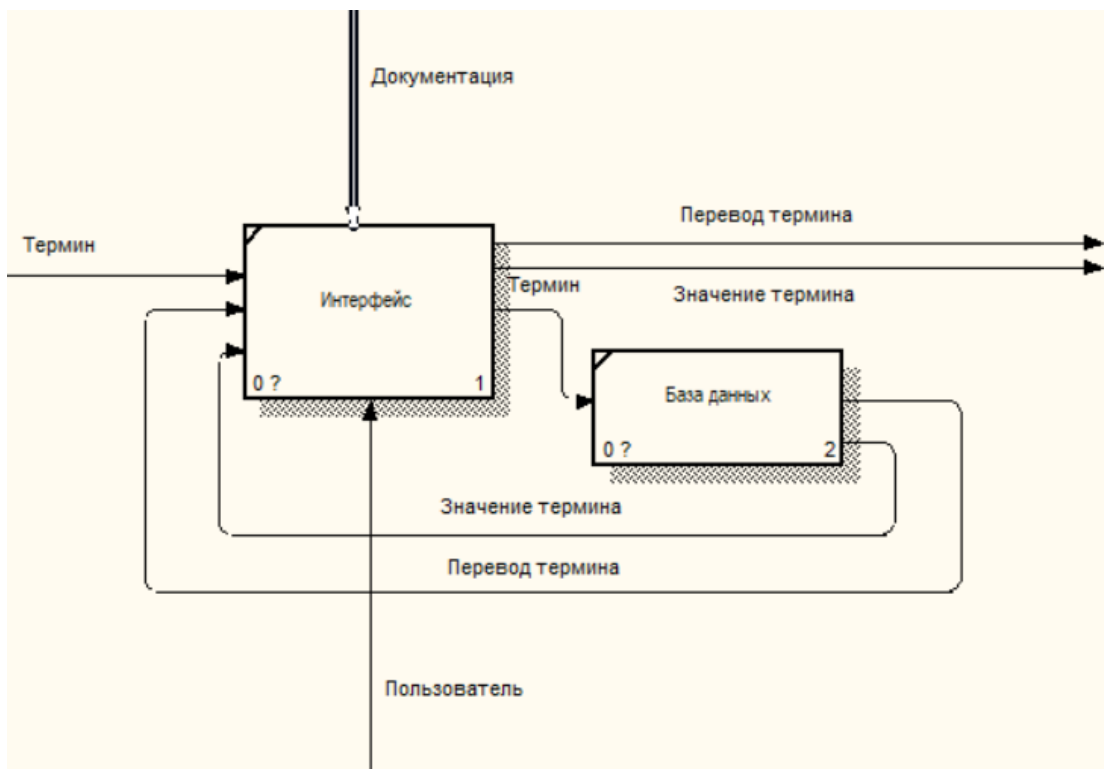 Документация
Перевод термина
Термин
Значение термина
Термин
Интерфейс
0 ?
1
База данных
0 ?
2
Значение термина
Перевод термина
Пользователь